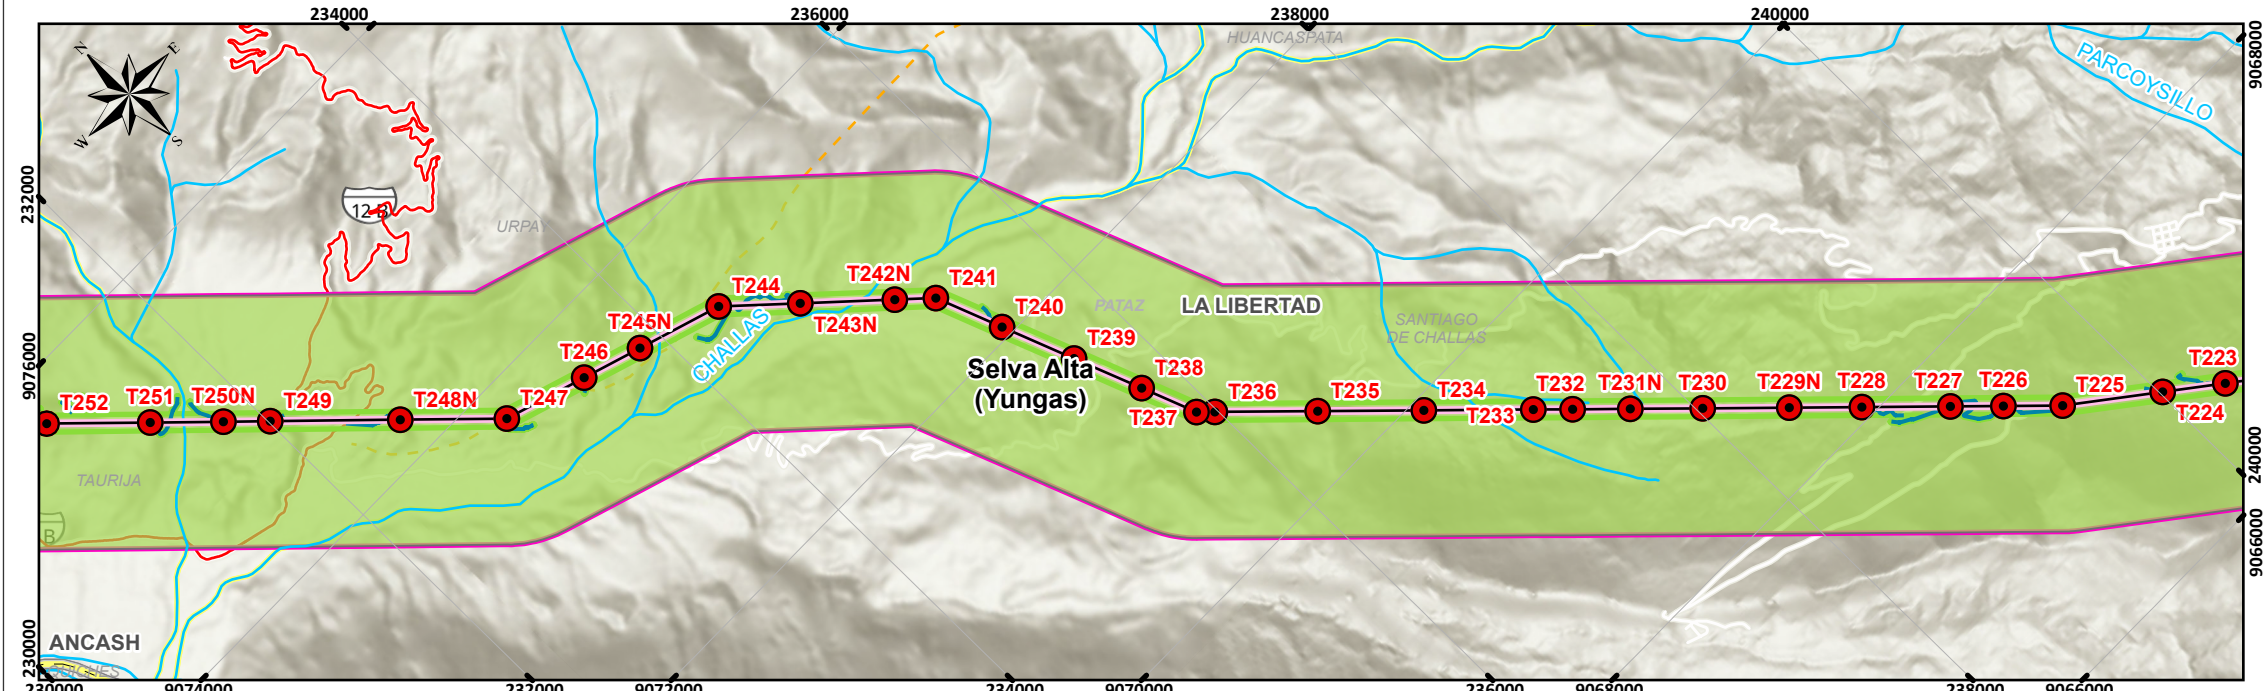 234000
236000
238000
240000
N
E
W
S
HUANCASPATA
PARCOYSILLO
9068000
232000
12-B
URPAY
T244
T242N
T241
T245N
T243N
T240
PATAZ
LA LIBERTAD
SANTIAGO
DE CHALLAS
CHALLAS
T246
T239
Selva Alta
(Yungas)
T238
T223
9076000
T252
T251
T250N
T249
T248N
T247
T237
T236
T235
T234
T233
T232
T231N
T230
T229N
T228
T227
T226
T225
T224
TAURIJA
B
240000
9066000
ANCASH
QUICHES
230000
230000
9074000
232000
9072000
234000
9070000
236000
9068000
238000
9066000